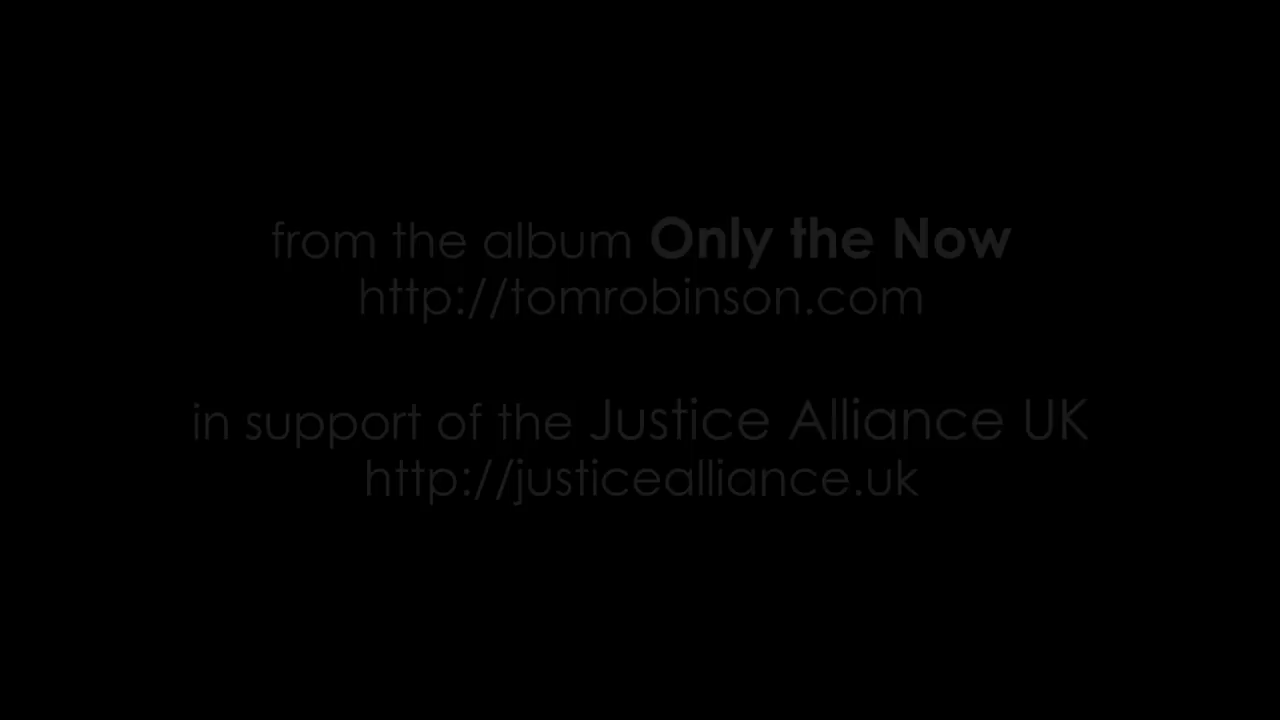 from the album Only the Now
http://tomrobinson.com
in support of the Justice Alliance UK
http://justicealliance.uk